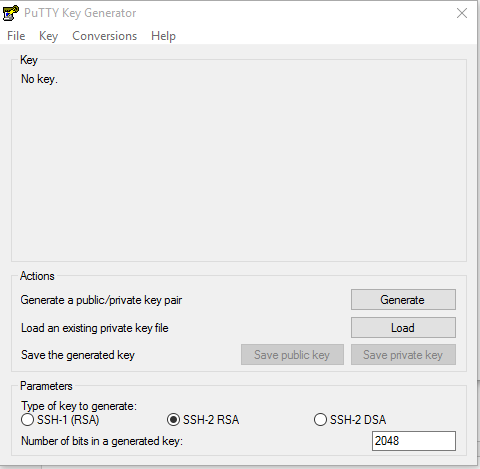 PuTTY Key Generator
File Key Conversions Help
Key
No key.
Actions
Generate a public/private key pair Generate
Load an existing private key file Load
Save the generated key Save public key Save private key
Parameters
Type of key to generate:
SSH-1 (RSA) SSH-2 RSA SSH-2 DSA
Number of bits in a generated key: 2048